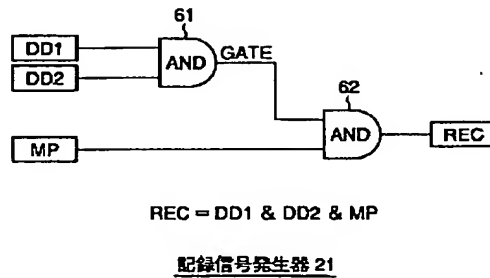 61
DD1
DD2
AND
GATE
62
MP
AND
REC
REC = DD1 & DD2 & MP
記録信号発生器 21